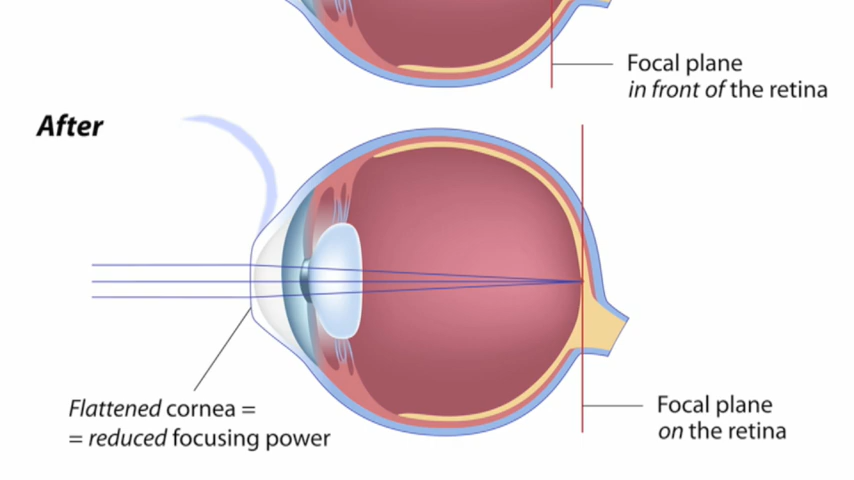 Focal plane
in front of the retina
After
Flattened cornea =
= reduced focusing power
Focal plane
on the retina